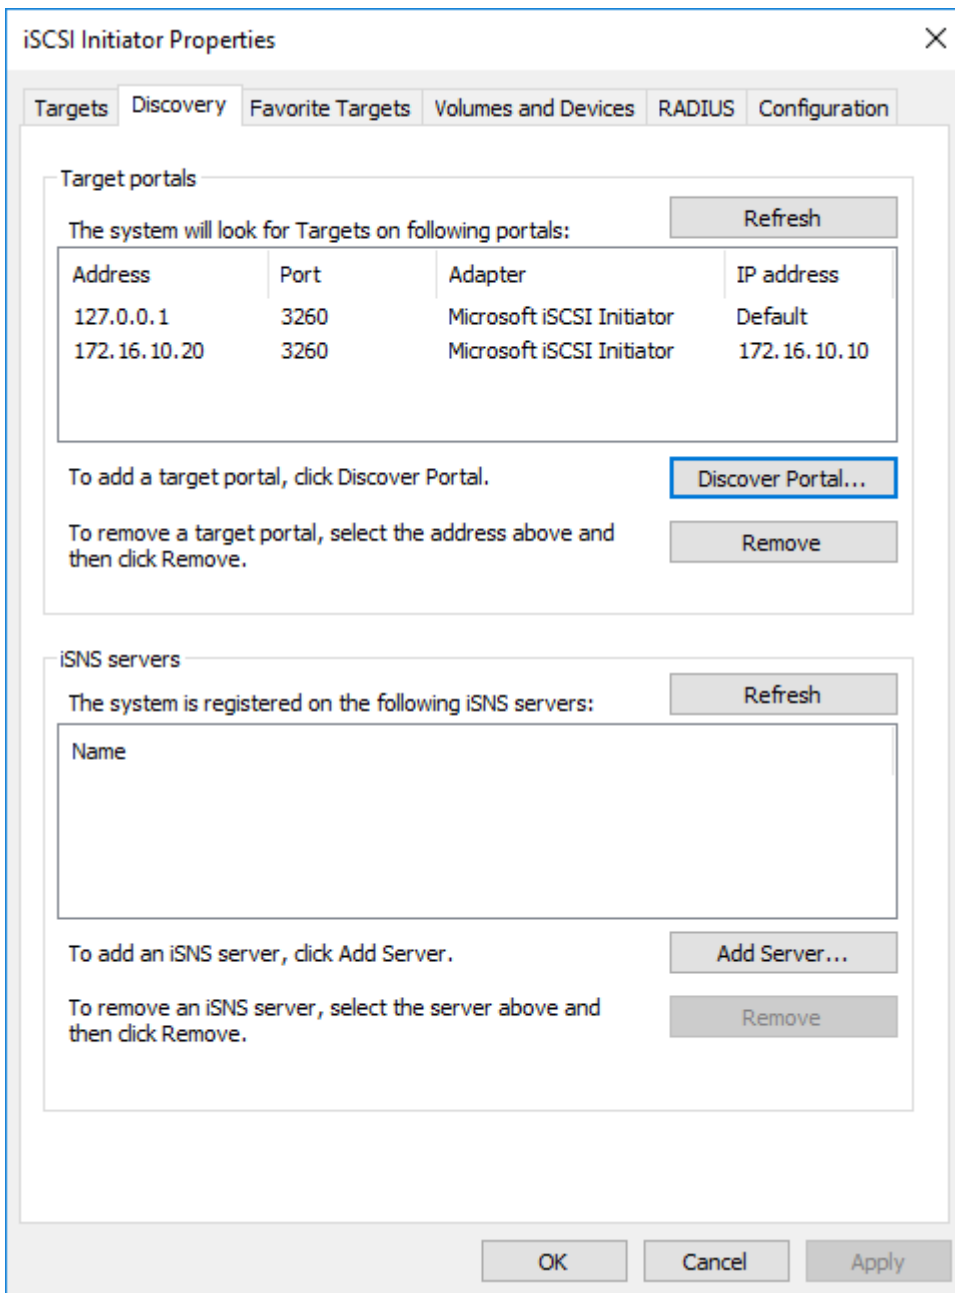 iSCSI Initiator Properties
Targets Discovery Favorite Targets Volumes and Devices RADIUS Configuration
Target portals
The system will look for Targets on following portals:
Refresh
Address Port Adapter IP address
127.0.0.1 3260 Microsoft iSCSI Initiator Default
172.16.10.20 3260 Microsoft iSCSI Initiator 172.16.10.10
To add a target portal, click Discover Portal.
Discover Portal...
To remove a target portal, select the address above and
then click Remove.
Remove
iSNS servers
The system is registered on the following iSNS servers:
Refresh
Name
To add an iSNS server, click Add Server.
Add Server...
To remove an iSNS server, select the server above and
then click Remove.
Remove
OK Cancel Apply